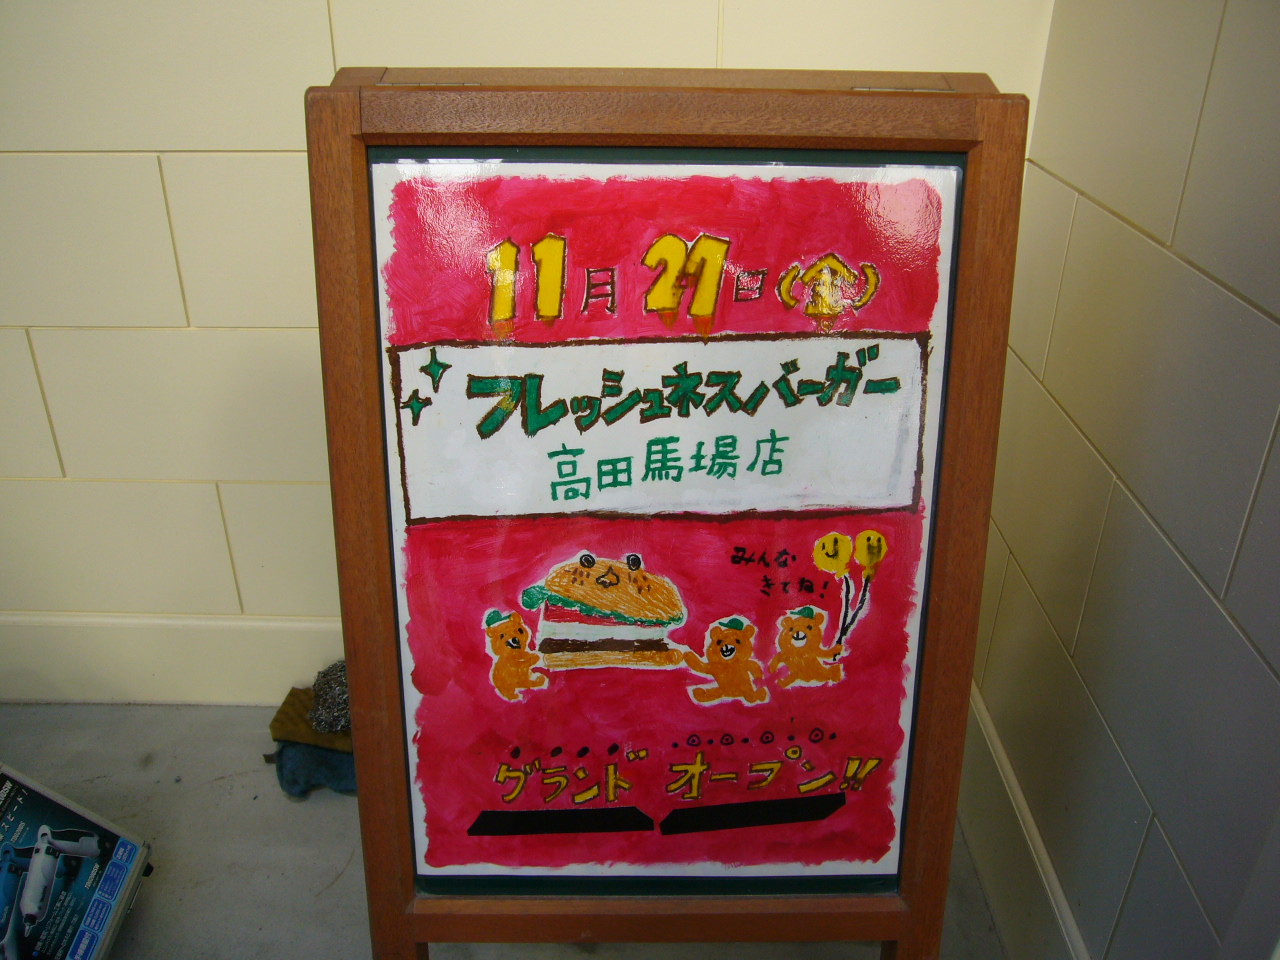 11月27日(金)
フレッシュネスバーガー
高田馬場店
みんな
きてね!
グランド オープン!!